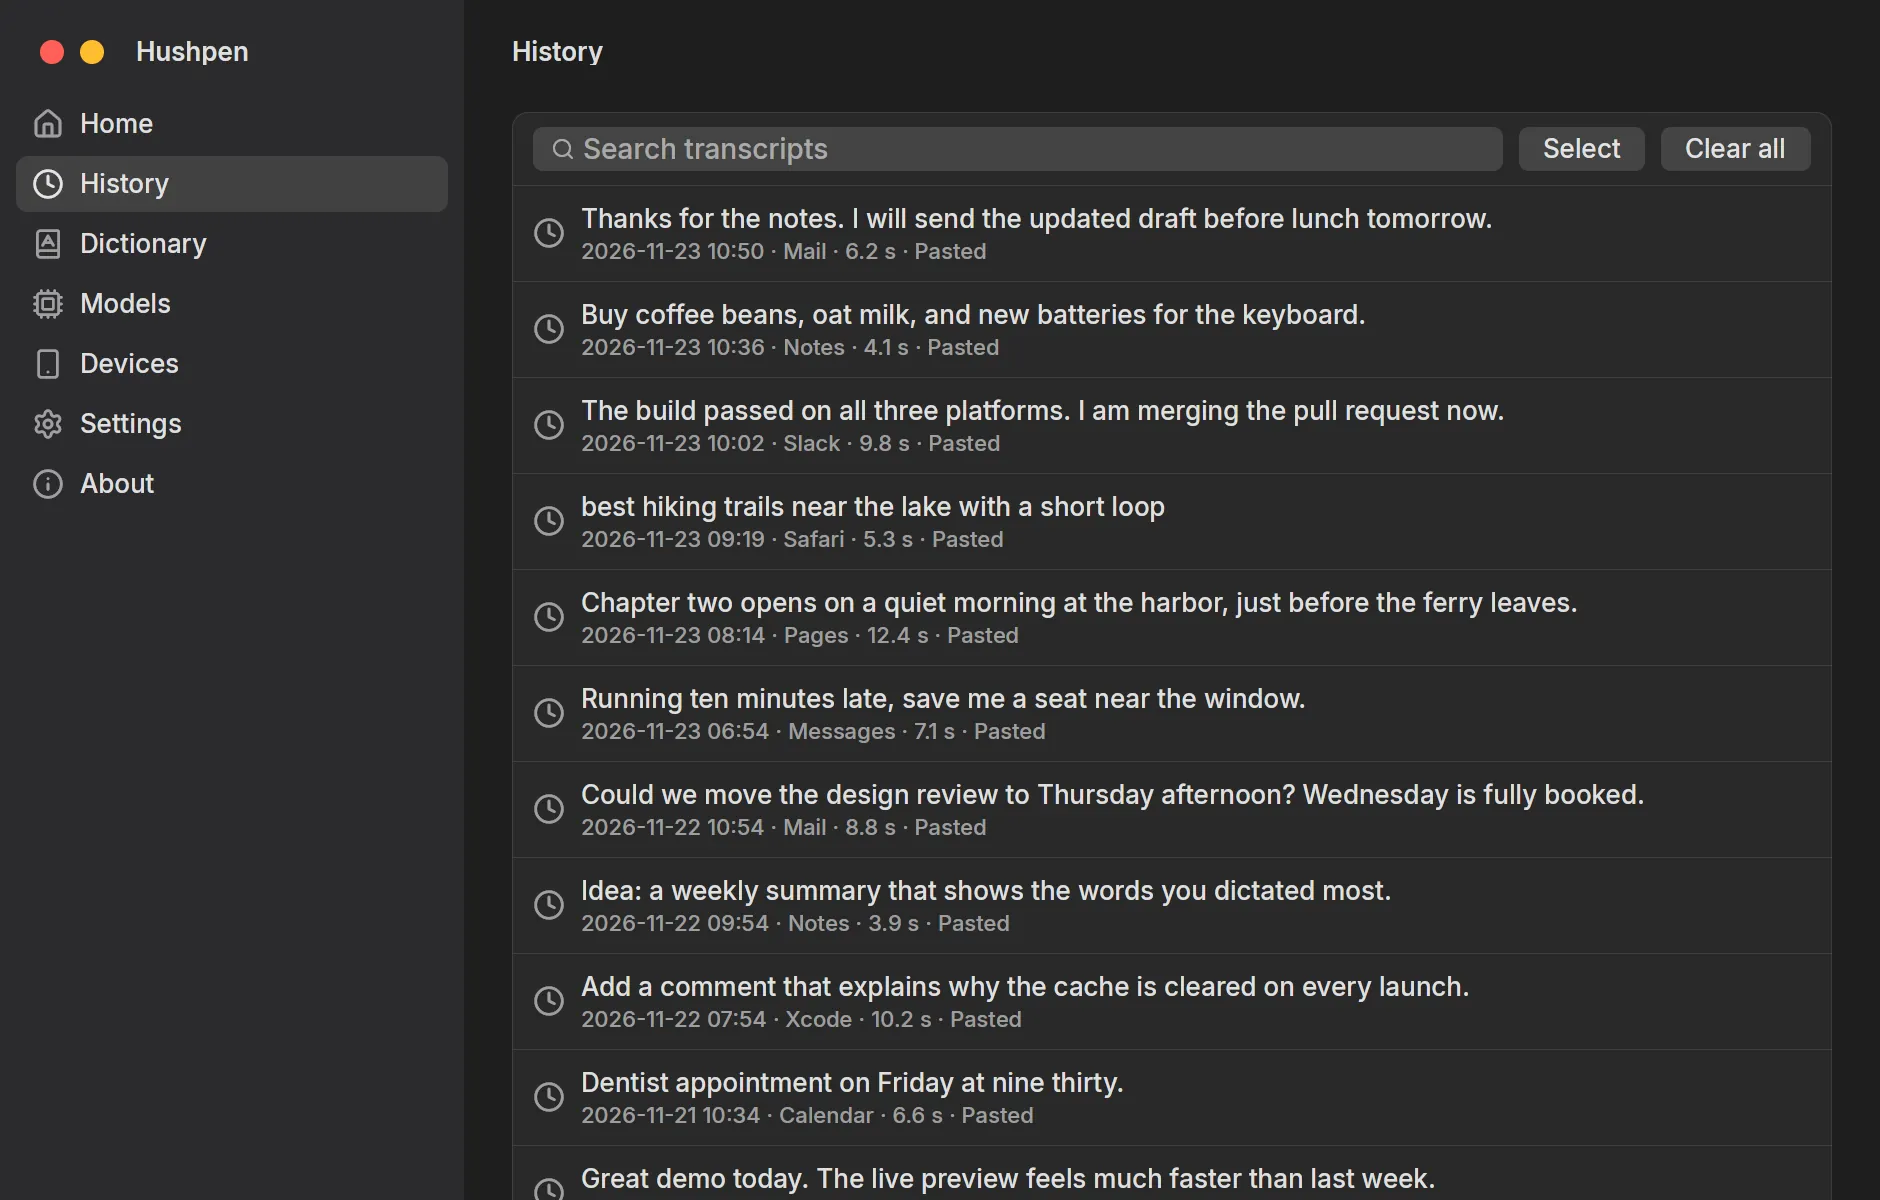 Hushpen
Home
History
Dictionary
Models
Devices
Settings
About
History
Search transcripts
Select
Clear all
Thanks for the notes. I will send the updated draft before lunch tomorrow.
2026-11-23 10:50 · Mail · 6.2 s · Pasted
Buy coffee beans, oat milk, and new batteries for the keyboard.
2026-11-23 10:36 · Notes · 4.1 s · Pasted
The build passed on all three platforms. I am merging the pull request now.
2026-11-23 10:02 · Slack · 9.8 s · Pasted
best hiking trails near the lake with a short loop
2026-11-23 09:19 · Safari · 5.3 s · Pasted
Chapter two opens on a quiet morning at the harbor, just before the ferry leaves.
2026-11-23 08:14 · Pages · 12.4 s · Pasted
Running ten minutes late, save me a seat near the window.
2026-11-23 06:54 · Messages · 7.1 s · Pasted
Could we move the design review to Thursday afternoon? Wednesday is fully booked.
2026-11-22 10:54 · Mail · 8.8 s · Pasted
Idea: a weekly summary that shows the words you dictated most.
2026-11-22 09:54 · Notes · 3.9 s · Pasted
Add a comment that explains why the cache is cleared on every launch.
2026-11-22 07:54 · Xcode · 10.2 s · Pasted
Dentist appointment on Friday at nine thirty.
2026-11-21 10:34 · Calendar · 6.6 s · Pasted
Great demo today. The live preview feels much faster than last week.